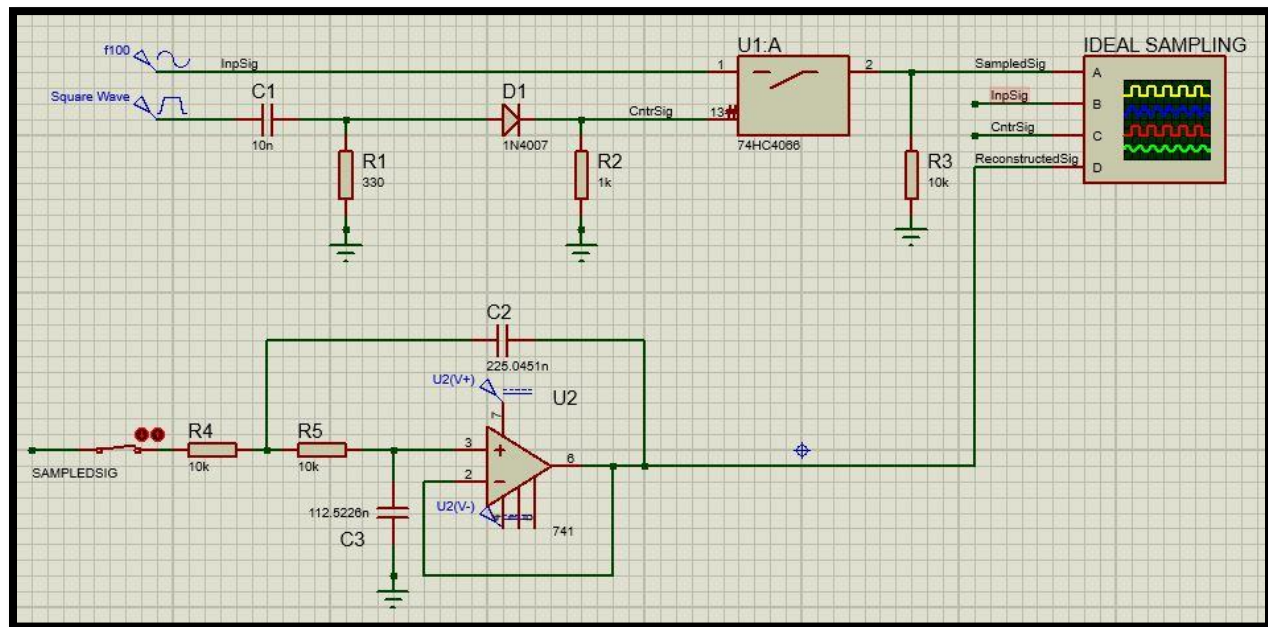 f100
InpSig
U1:A
1
2
SampledSig
IDEAL SAMPLING
A
Square Wave
C1
10n
D1
1N4007
CntrSig
13
74HC4066
InpSig
B
CntrSig
C
ReconstructedSig
D
R1
330
R2
1k
R3
10k
C2
225.0451n
U2(V+)
7
U2
SAMPLEDSIG
R4
10k
R5
10k
3
2
6
U2(V-)
741
112.5226n
C3